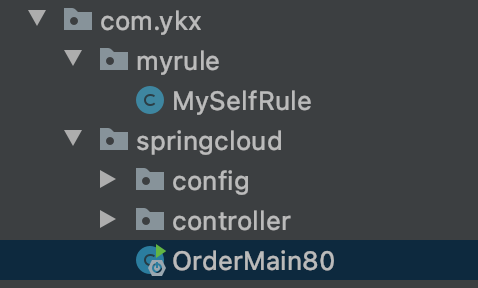 com.ykx
myrule
MySelfRule
springcloud
config
controller
OrderMain80